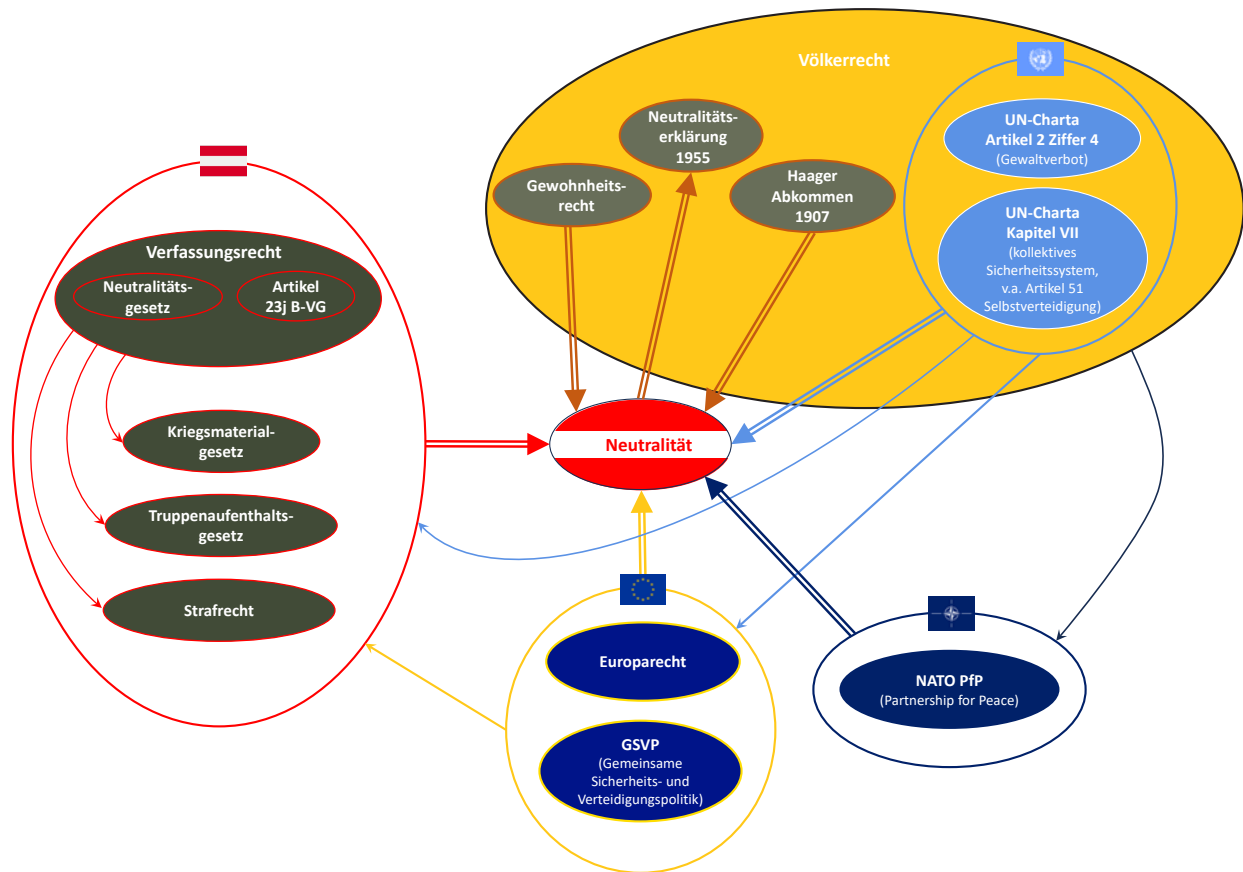 Völkerrecht
Neutralitäts-
erklärung
1955
Gewohnheits-
recht
Haager
Abkommen
1907
UN-Charta
Artikel 2 Ziffer 4
(Gewaltverbot)
UN-Charta
Kapitel VII
(kollektives
Sicherheitssystem,
v.a. Artikel 51
Selbstverteidigung)
Verfassungsrecht
Neutralitäts-
gesetz
Artikel
23j B-VG
Kriegsmaterial-
gesetz
Truppenaufenthalts-
gesetz
Strafrecht
Neutralität
Europarecht
GSVP
(Gemeinsame
Sicherheits- und
Verteidigungspolitik)
NATO PfP
(Partnership for Peace)